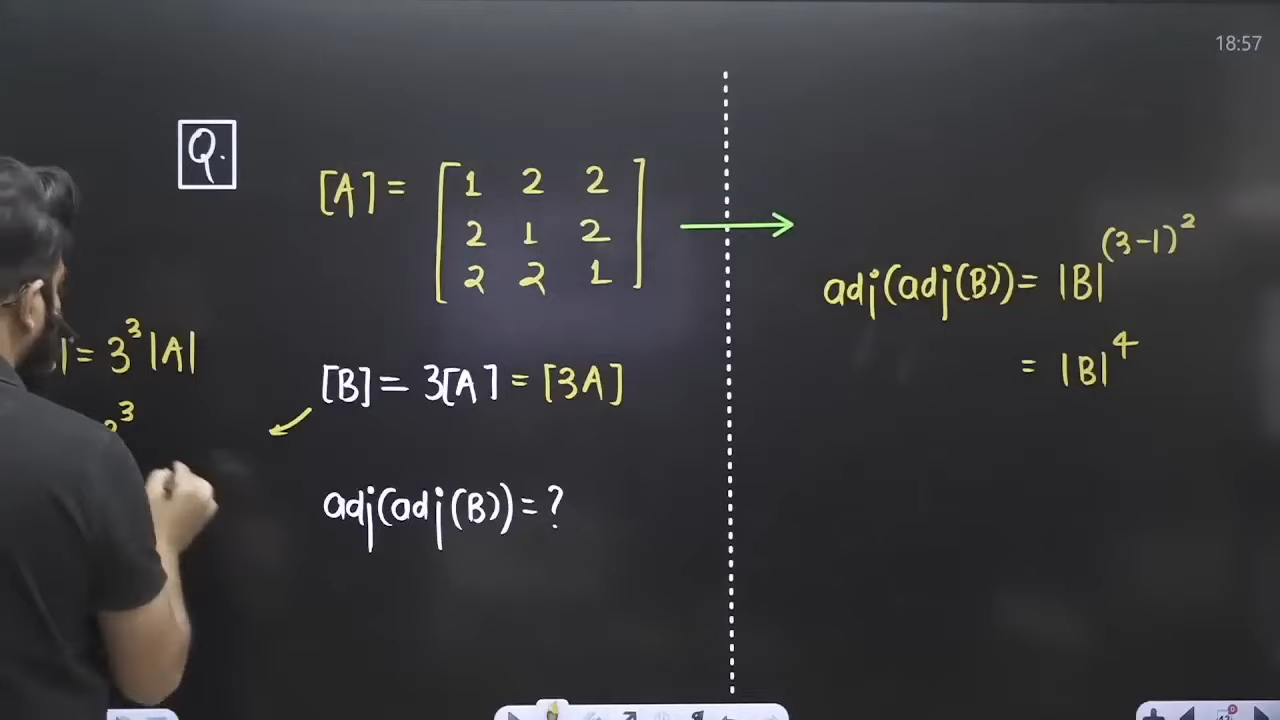 18:57
Q.
[A] = [1 2 2
2 1 2
2 2 1]
| = 3³|A|
³
[B] = 3[A] = [3A]
adj(adj(B)) = ?
adj(adj(B)) = |B|^(3-1)²
= |B|⁴